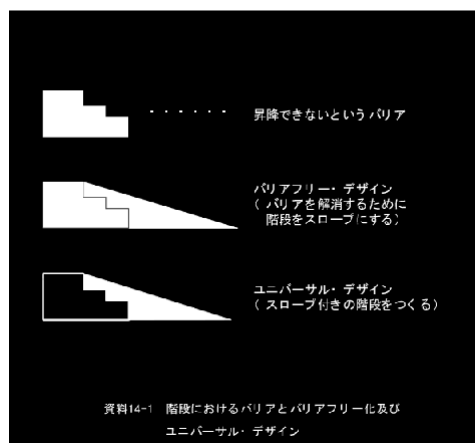 ・・・・・・ 昇降できないというバリア
バリアフリー・デザイン
( バリアを解消するために
階段をスロープにする)
ユニバーサル・デザイン
( スロープ付きの階段をつくる)
資料14-1 階段におけるバリアとバリアフリー化及び
ユニバーサル・デザイン